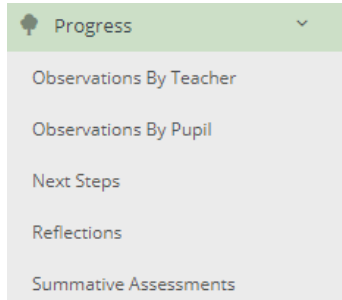 Progress
Observations By Teacher
Observations By Pupil
Next Steps
Reflections
Summative Assessments